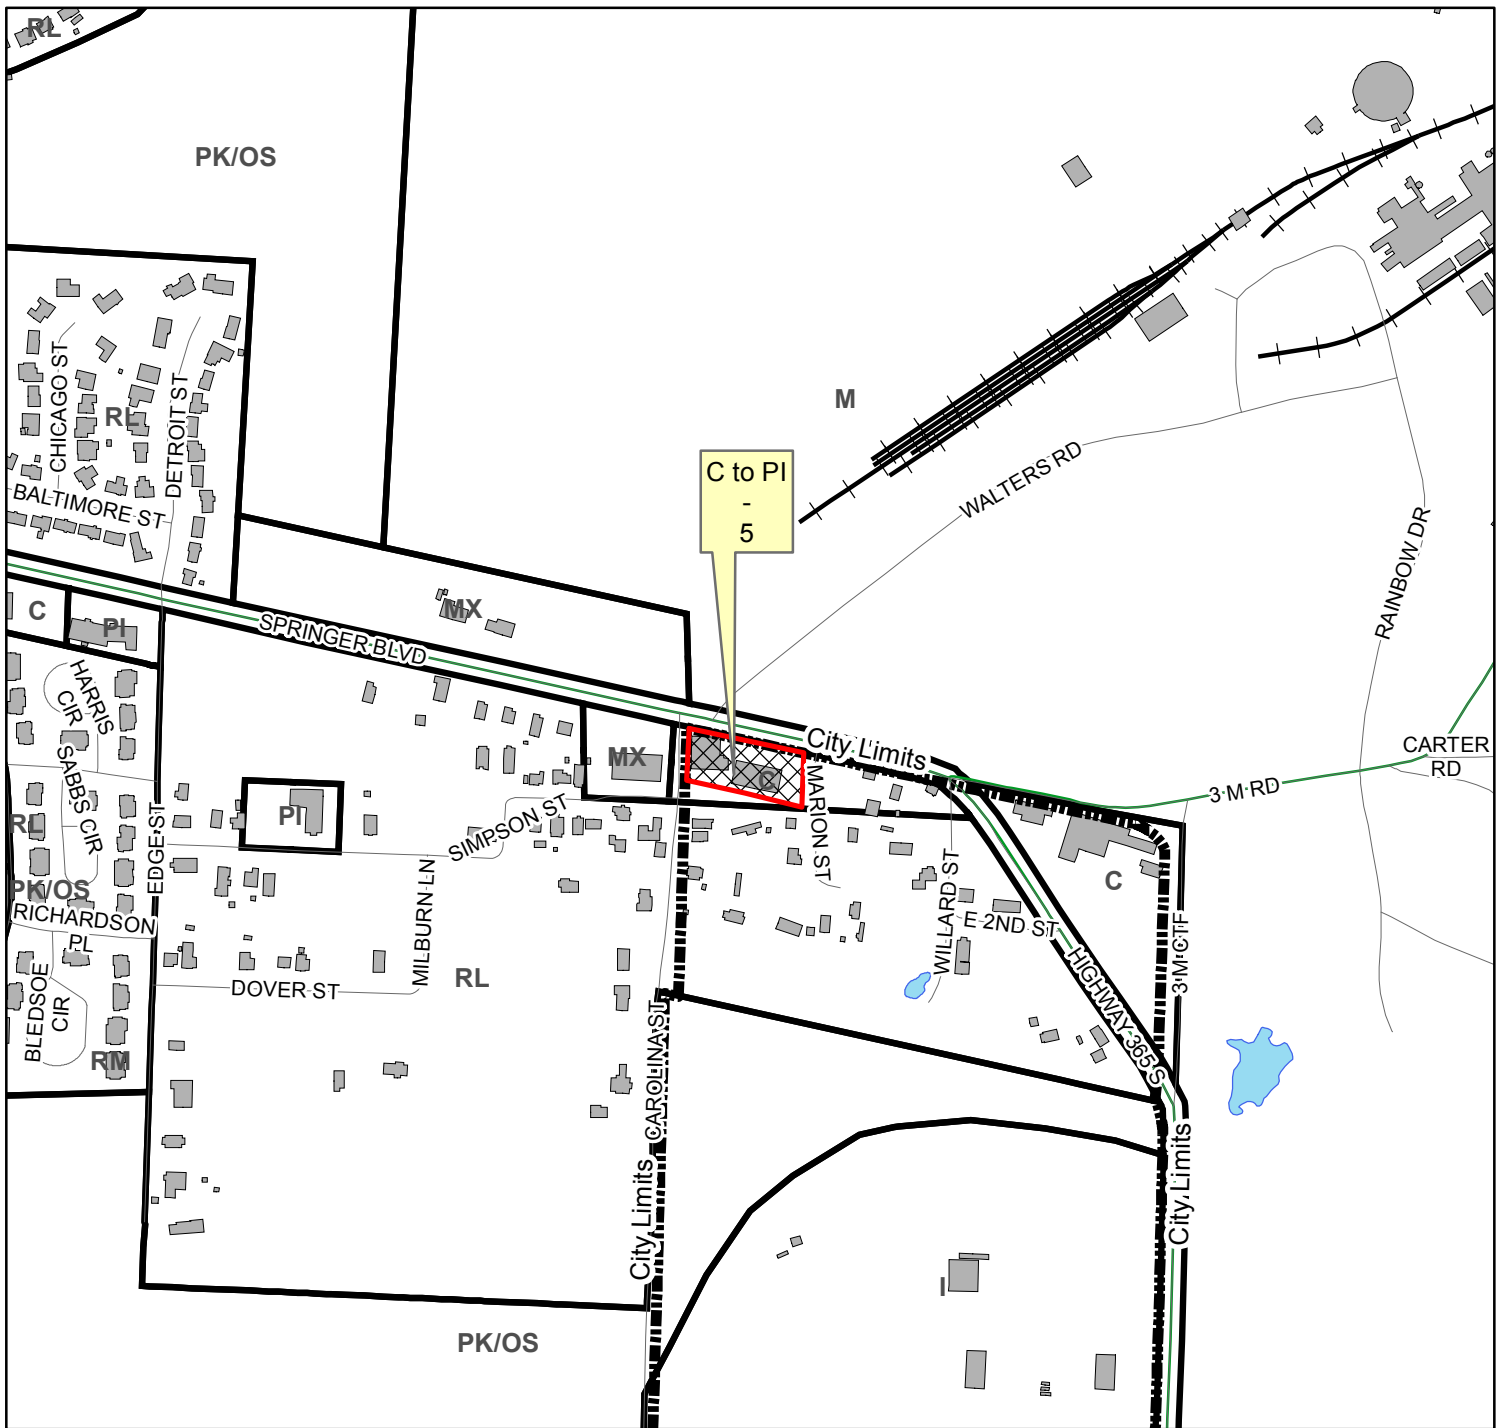 RL
PK/OS
M
C to PI
-
5
CHICAGO ST
RL
DETROIT ST
BALTIMORE ST
WALTERS RD
RAINBOW DR
C
PI
MX
SPRINGER BLVD
City Limits
HARRIS
CIR
MX
C
MARION ST
CARTER
RD
3 M RD
SABBS CIR
RL
EDGE ST
PI
SIMPSON ST
MILBURN LN
PK/OS
RICHARDSON
PL
WILLARD ST
E 2ND ST
C
3 M CTF
HIGHWAY 365 S
BLEDSOE
CIR
RM
DOVER ST
RL
CAROLINA ST
City Limits
City Limits
I
PK/OS